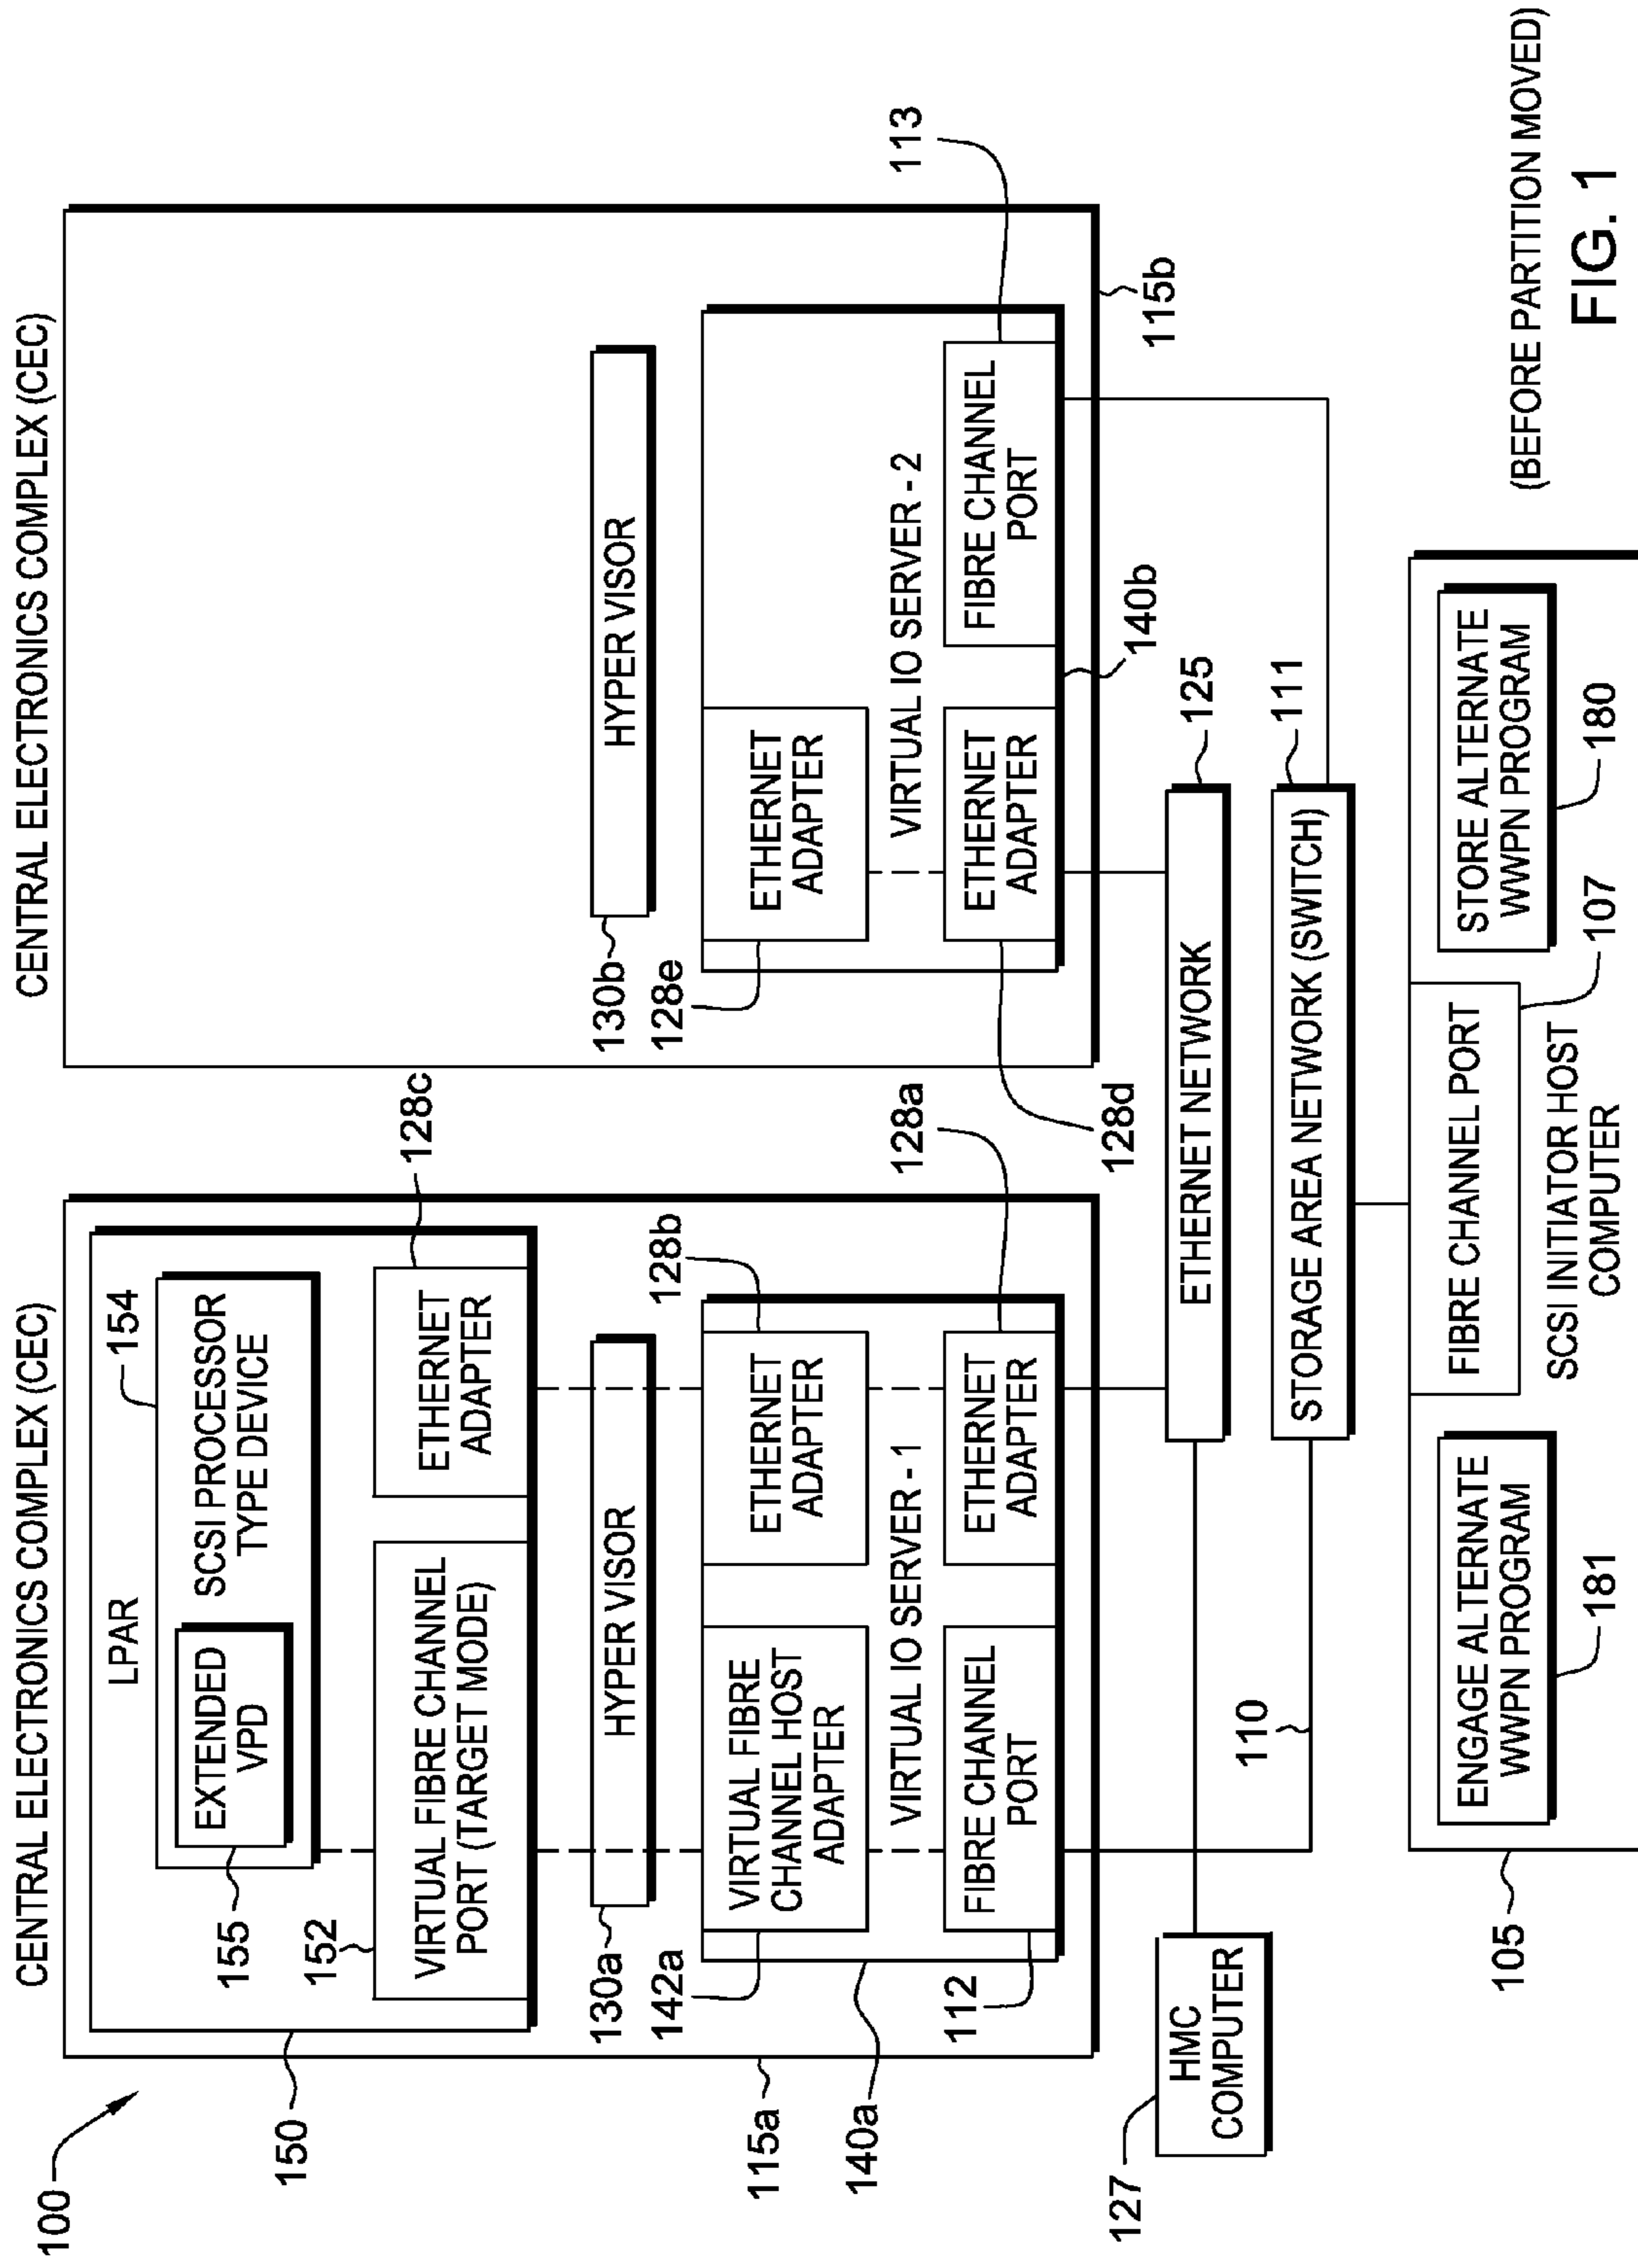 100
CENTRAL ELECTRONICS COMPLEX (CEC)
LPAR
154
EXTENDED
VPD
SCSI PROCESSOR
TYPE DEVICE
155
128c
152
VIRTUAL FIBRE CHANNEL
PORT (TARGET MODE)
ETHERNET
ADAPTER
150
HYPER VISOR
130a
142a
128b
VIRTUAL FIBRE
CHANNEL HOST
ADAPTER
ETHERNET
ADAPTER
VIRTUAL IO SERVER - 1
115a
FIBRE CHANNEL
PORT
ETHERNET
ADAPTER
140a
112
128a
CENTRAL ELECTRONICS COMPLEX (CEC)
HYPER VISOR
130b
128e
ETHERNET
ADAPTER
VIRTUAL IO SERVER - 2
113
ETHERNET
ADAPTER
FIBRE CHANNEL
PORT
128d
140b
115b
127
HMC
COMPUTER
ETHERNET NETWORK
125
110
STORAGE AREA NETWORK (SWITCH)
111
105
ENGAGE ALTERNATE
WWPN PROGRAM
181
FIBRE CHANNEL PORT
107
SCSI INITIATOR HOST
COMPUTER
STORE ALTERNATE
WWPN PROGRAM
180
(BEFORE PARTITION MOVED)
FIG. 1